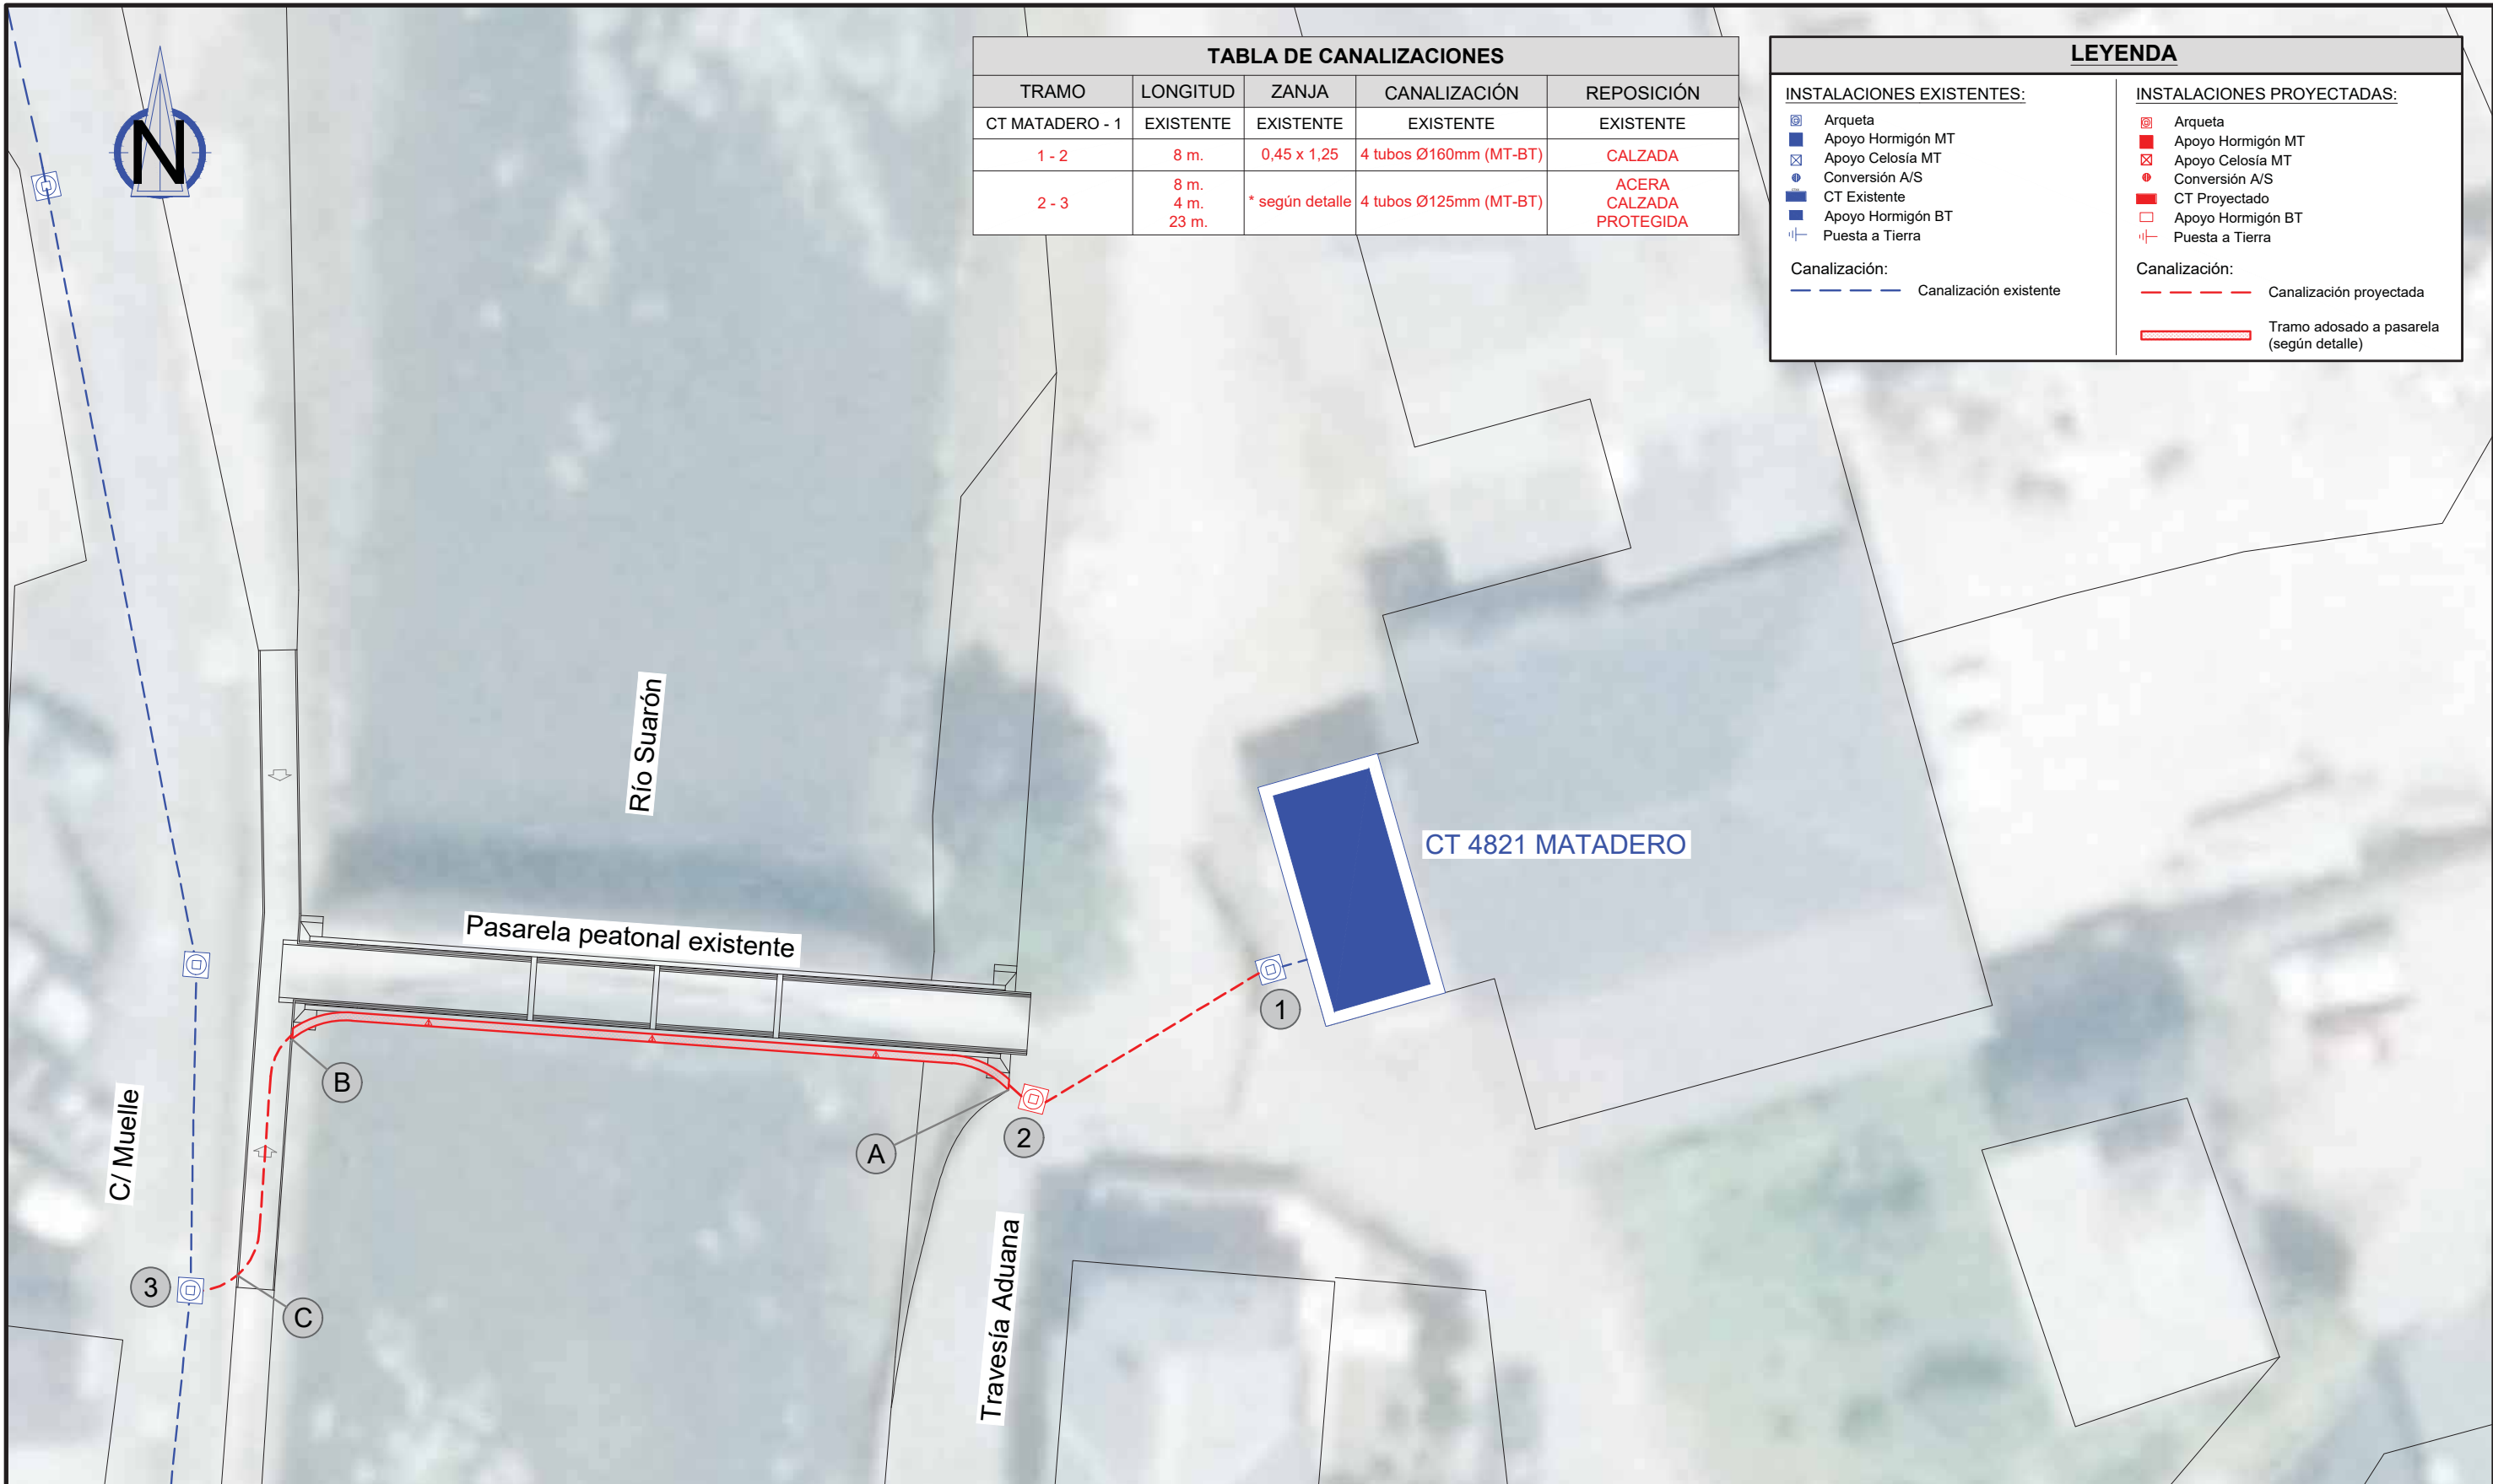 N
TABLA DE CANALIZACIONES
TRAMO LONGITUD ZANJA CANALIZACIÓN REPOSICIÓN
CT MATADERO - 1 EXISTENTE EXISTENTE EXISTENTE EXISTENTE
1 - 2 8 m. 0,45 x 1,25 4 tubos Ø160mm (MT-BT) CALZADA
2 - 3 8 m. 4 m. 23 m. * según detalle 4 tubos Ø125mm (MT-BT) ACERA CALZADA PROTEGIDA
LEYENDA
INSTALACIONES EXISTENTES:
Arqueta
Apoyo Hormigón MT
Apoyo Celosía MT
Conversión A/S
CT Existente
Apoyo Hormigón BT
Puesta a Tierra
Canalización:
Canalización existente
INSTALACIONES PROYECTADAS:
Arqueta
Apoyo Hormigón MT
Apoyo Celosía MT
Conversión A/S
CT Proyectado
Apoyo Hormigón BT
Puesta a Tierra
Canalización:
Canalización proyectada
Tramo adosado a pasarela
(según detalle)
Río Suarón
CT 4821 MATADERO
Pasarela peatonal existente
1
B
C/ Muelle
A
2
Travesía Aduana
3
C